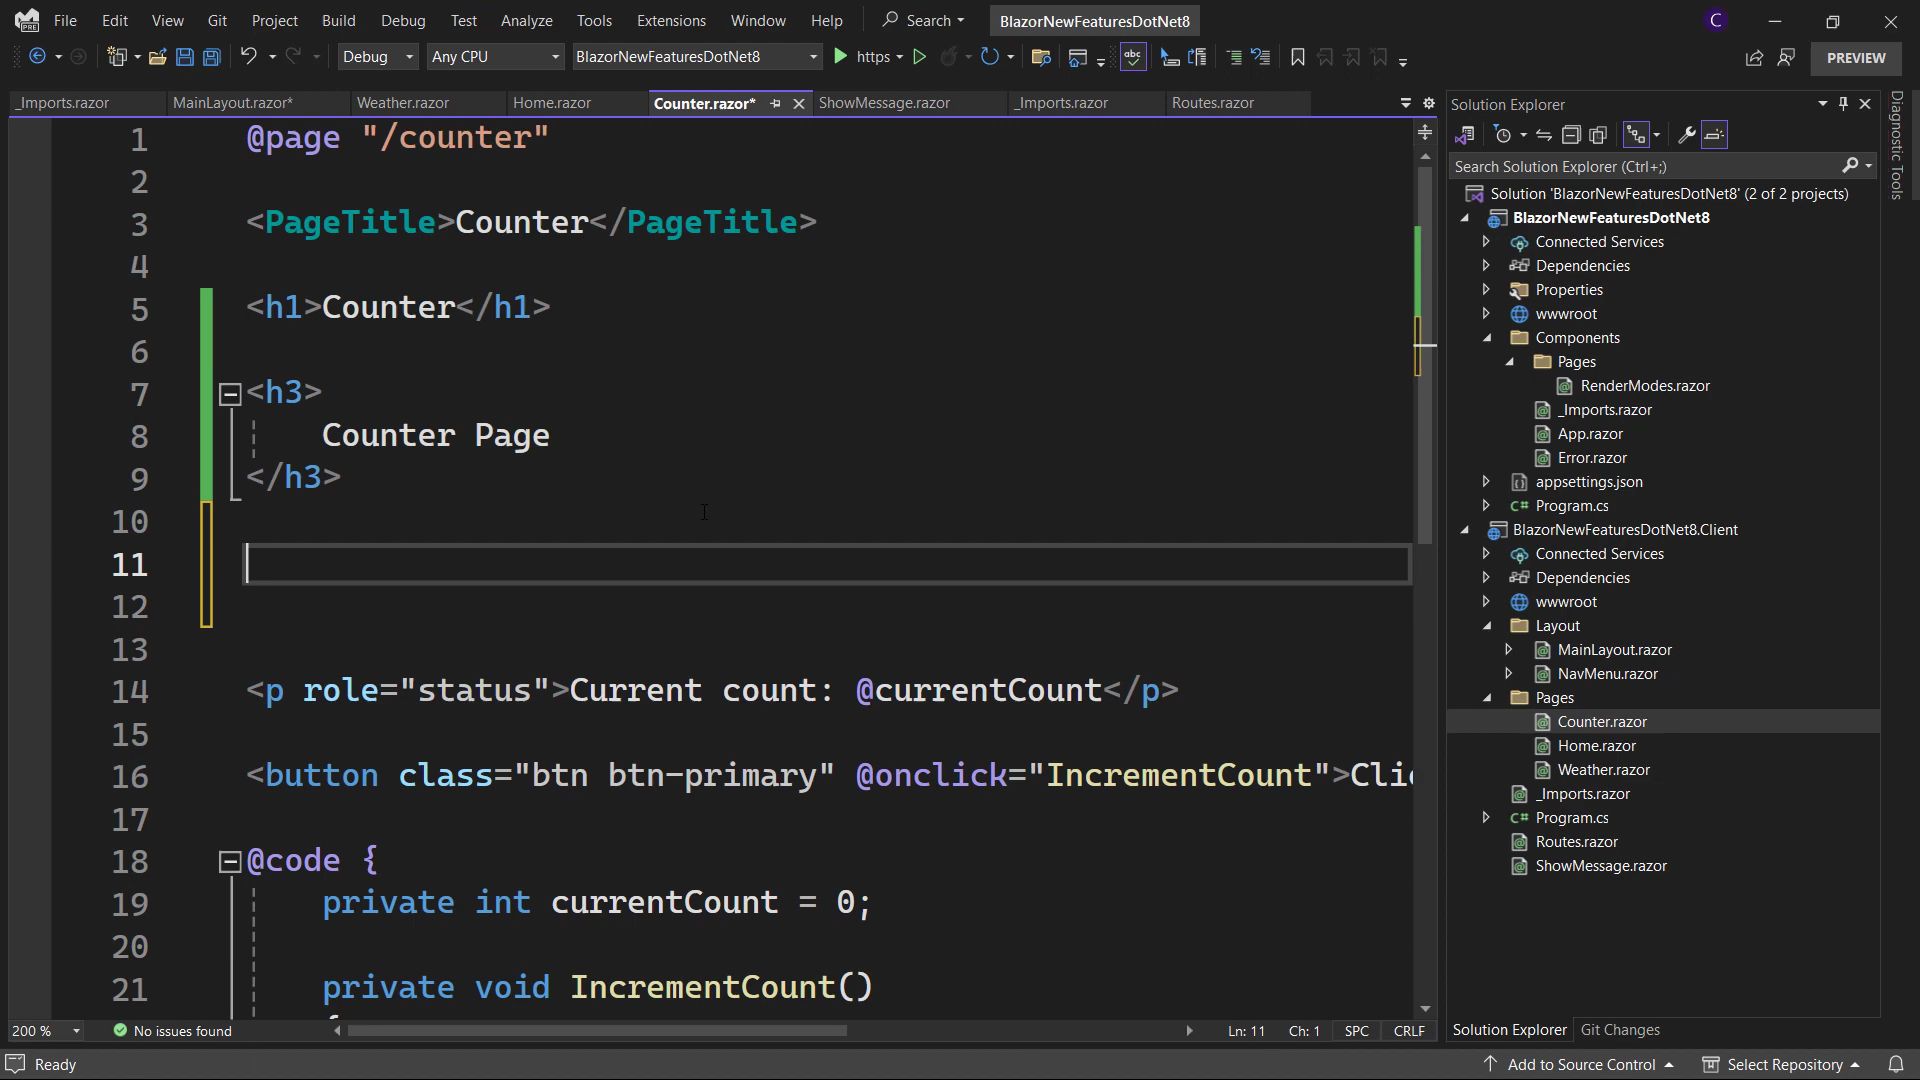 File Edit View Git Project Build Debug Test Analyze Tools Extensions Window Help Search BlazorNewFeaturesDotNet8 C
Debug Any CPU BlazorNewFeaturesDotNet8 https abc PREVIEW
_Imports.razor MainLayout.razor* Weather.razor Home.razor Counter.razor* ShowMessage.razor _Imports.razor Routes.razor
1 @page "/counter"
2
3 <PageTitle>Counter</PageTitle>
4
5 <h1>Counter</h1>
6
7 <h3>
8 Counter Page
9 </h3>
10
11
12
13
14 <p role="status">Current count: @currentCount</p>
15
16 <button class="btn btn-primary" @onclick="IncrementCount">Clic
17
18 @code {
19 private int currentCount = 0;
20
21 private void IncrementCount()
200 % No issues found Ln: 11 Ch: 1 SPC CRLF
Solution Explorer
Search Solution Explorer (Ctrl+;)
Solution 'BlazorNewFeaturesDotNet8' (2 of 2 projects)
BlazorNewFeaturesDotNet8
Connected Services
Dependencies
Properties
wwwroot
Components
Pages
RenderModes.razor
_Imports.razor
App.razor
Error.razor
appsettings.json
C# Program.cs
BlazorNewFeaturesDotNet8.Client
Connected Services
Dependencies
wwwroot
Layout
MainLayout.razor
NavMenu.razor
Pages
Counter.razor
Home.razor
Weather.razor
_Imports.razor
C# Program.cs
Routes.razor
ShowMessage.razor
Solution Explorer Git Changes
Diagnostic Tools
Ready Add to Source Control Select Repository